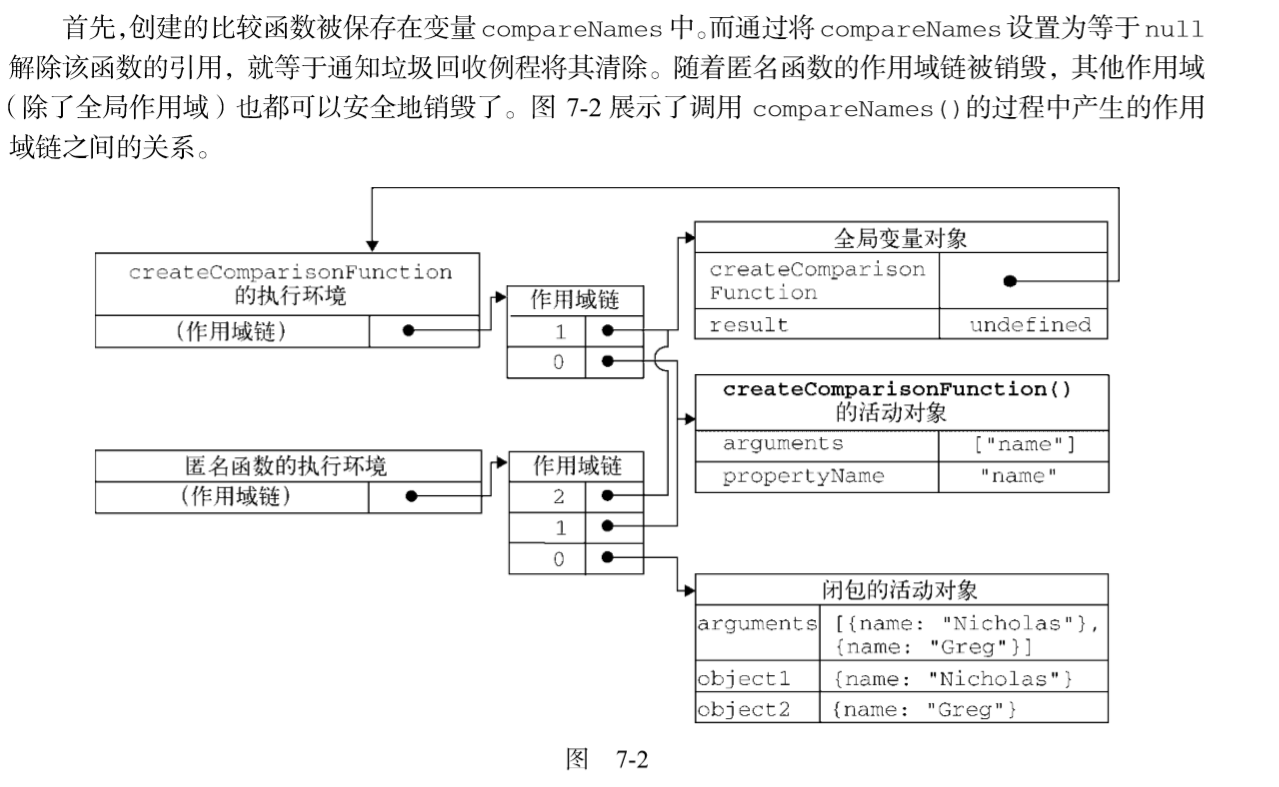 首先,创建的比较函数被保存在变量 compareNames 中。而通过将 compareNames 设置为等于 null
解除该函数的引用，就等于通知垃圾回收例程将其清除。随着匿名函数的作用域链被销毁，其他作用域
（除了全局作用域）也都可以安全地销毁了。图 7-2 展示了调用 compareNames()的过程中产生的作用
域链之间的关系。
createComparisonFunction
的执行环境
(作用域链)
作用域链
1
0
全局变量对象
createComparison
Function
result undefined
createComparisonFunction()
的活动对象
arguments ["name"]
propertyName "name"
匿名函数的执行环境
(作用域链)
作用域链
2
1
0
闭包的活动对象
arguments [{name: "Nicholas"},
{name: "Greg"}]
object1 {name: "Nicholas"}
object2 {name: "Greg"}
图 7-2